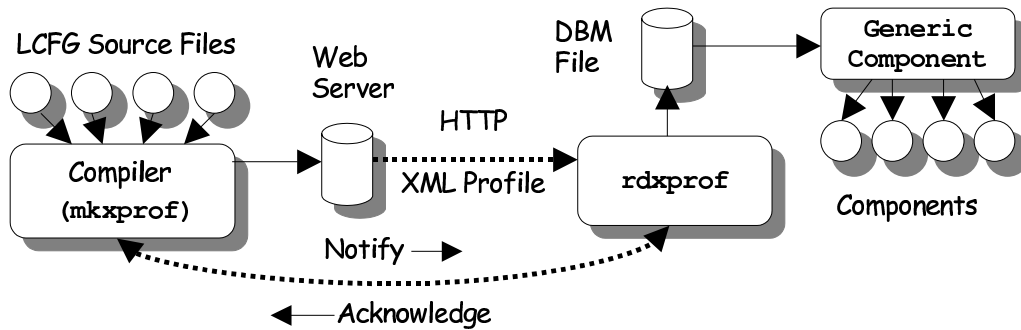 LCFG Source Files
Web
Server
DBM
File
Generic
Component
HTTP
XML Profile
Compiler
(mkxprof)
rdxprof
Components
Notify
Acknowledge